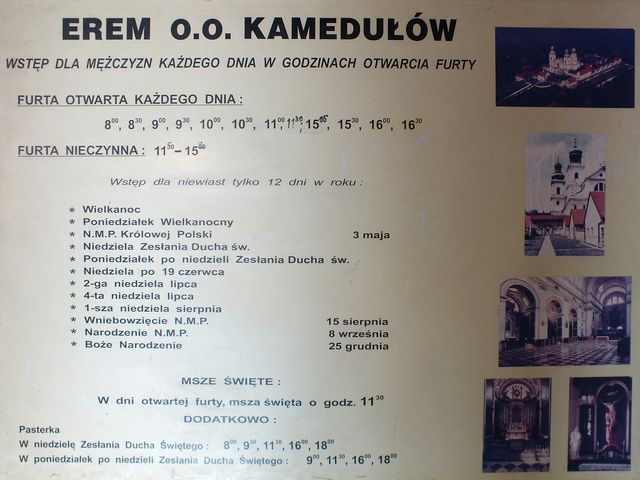 EREM O.O. KAMEDUŁÓW
WSTĘP DLA MĘŻCZYZN KAŻDEGO DNIA W GODZINACH OTWARCIA FURTY
FURTA OTWARTA KAŻDEGO DNIA :
8⁰⁰, 8³⁰, 9⁰⁰, 9³⁰, 10⁰⁰, 10³⁰, 11⁰⁰, 11³⁰, 15⁰⁰, 15³⁰, 16⁰⁰, 16³⁰
FURTA NIECZYNNA : 11³⁰ – 15⁰⁰
Wstęp dla niewiast tylko 12 dni w roku :
* Wielkanoc
* Poniedziałek Wielkanocny
* N.M.P. Królowej Polski 3 maja
* Niedziela Zesłania Ducha św.
* Poniedziałek po niedzieli Zesłania Ducha św.
* Niedziela po 19 czerwca
* 2-ga niedziela lipca
* 4-ta niedziela lipca
* 1-sza niedziela sierpnia
* Wniebowzięcie N.M.P. 15 sierpnia
* Narodzenie N.M.P. 8 września
* Boże Narodzenie 25 grudnia
MSZE ŚWIĘTE :
W dni otwartej furty, msza święta o godz. 11³⁰
DODATKOWO :
Pasterka
W niedzielę Zesłania Ducha Świętego : 8⁰⁰, 9³⁰, 11³⁰, 16⁰⁰, 18⁰⁰
W poniedziałek po niedzieli Zesłanie Ducha Świętego : 9⁰⁰, 11³⁰, 16⁰⁰, 18⁰⁰